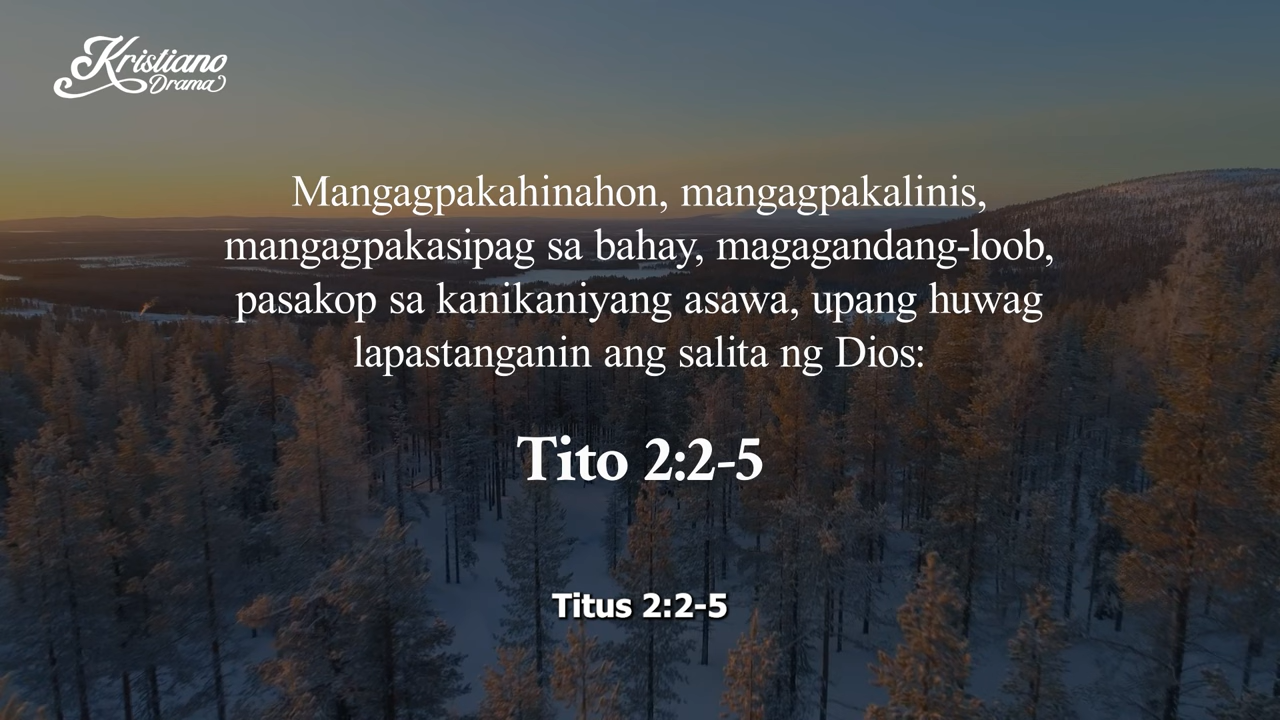 Kristiano
Drama
Mangagpakahinahon, mangagpakalinis,
mangagpakasipag sa bahay, magagandang-loob,
pasakop sa kanikaniyang asawa, upang huwag
lapastanganin ang salita ng Dios:
Tito 2:2-5
Titus 2:2-5